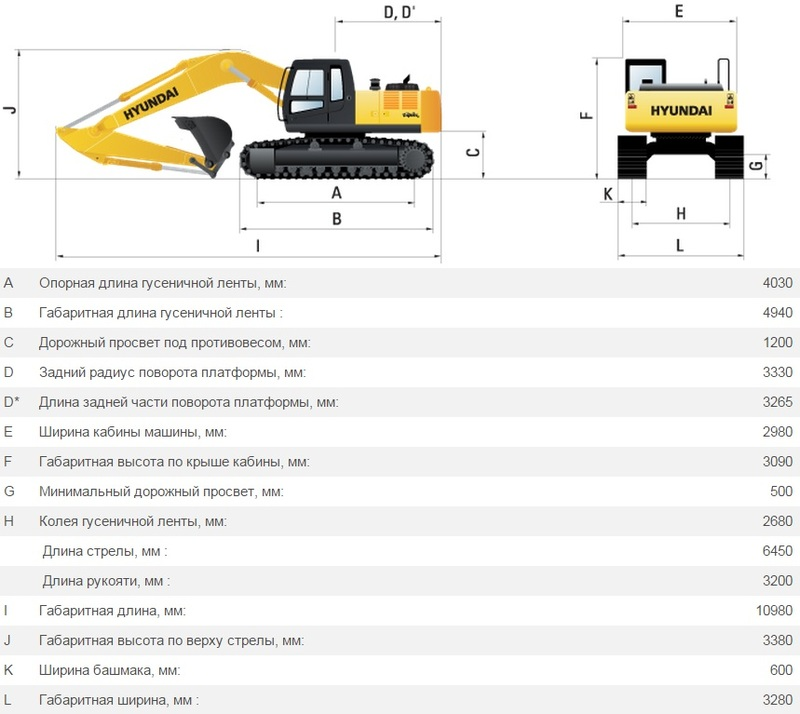 D, D'
E
J
HYUNDAI
F
HYUNDAI
C
G
A
K
B
H
I
L
A Опорная длина гусеничной ленты, мм: 4030
B Габаритная длина гусеничной ленты : 4940
C Дорожный просвет под противовесом, мм: 1200
D Задний радиус поворота платформы, мм: 3330
D* Длина задней части поворота платформы, мм: 3265
E Ширина кабины машины, мм: 2980
F Габаритная высота по крыше кабины, мм: 3090
G Минимальный дорожный просвет, мм: 500
H Колея гусеничной ленты, мм: 2680
Длина стрелы, мм : 6450
Длина рукояти, мм : 3200
I Габаритная длина, мм: 10980
J Габаритная высота по верху стрелы, мм: 3380
K Ширина башмака, мм: 600
L Габаритная ширина, мм : 3280